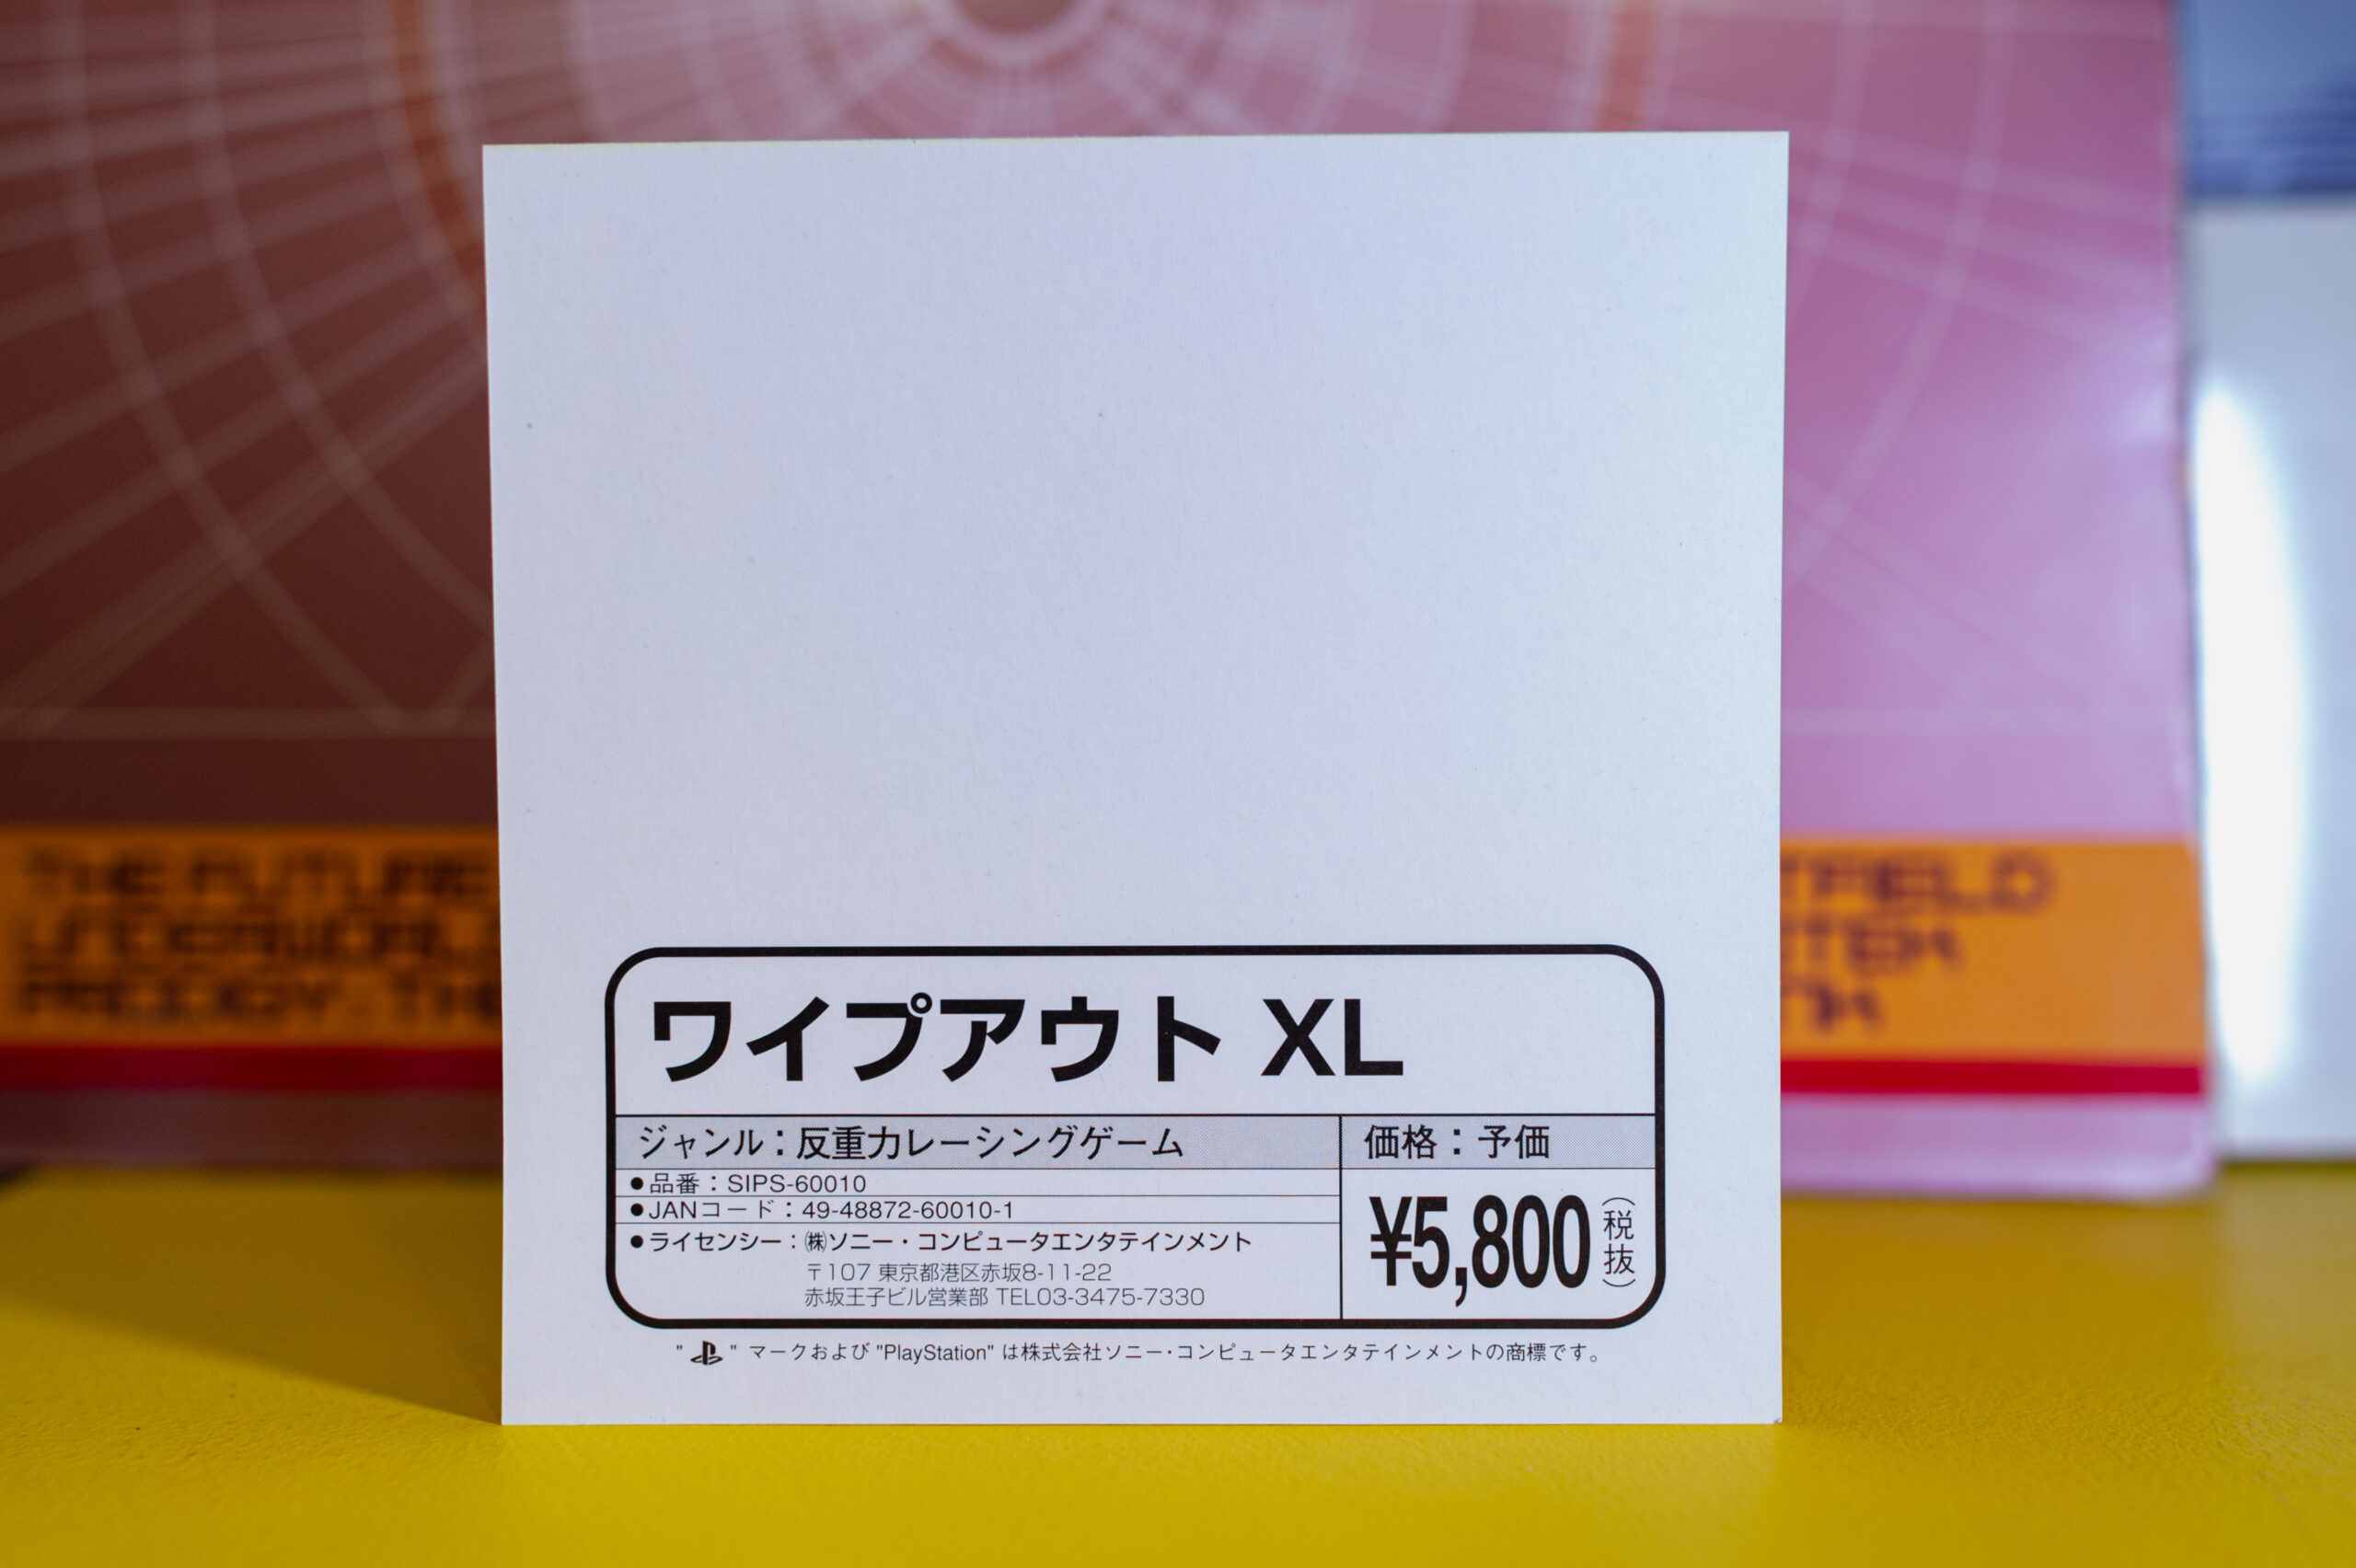 ワイプアウト XL
ジャンル：反重力レーシングゲーム
価格：予価
●品番：SIPS-60010
●JANコード：49-48872-60010-1
●ライセンシー：㈱ソニー・コンピュータエンタテインメント
〒107 東京都港区赤坂8-11-22
赤坂王子ビル営業部 TEL03-3475-7330
¥5,800（税抜）
" " マークおよび "PlayStation" は株式会社ソニー・コンピュータエンタテインメントの商標です。
THE FUTURE
UNDERWORL
PRODIGY : THE
TFIELD